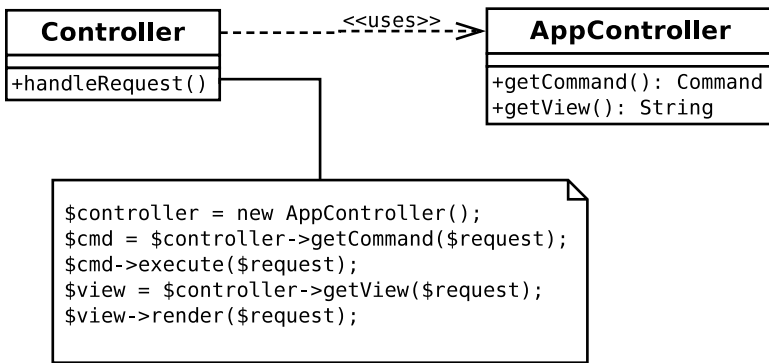 Controller
<<uses>>
AppController
+handleRequest()
+getCommand(): Command
+getView(): String
$controller = new AppController();
$cmd = $controller->getCommand($request);
$cmd->execute($request);
$view = $controller->getView($request);
$view->render($request);